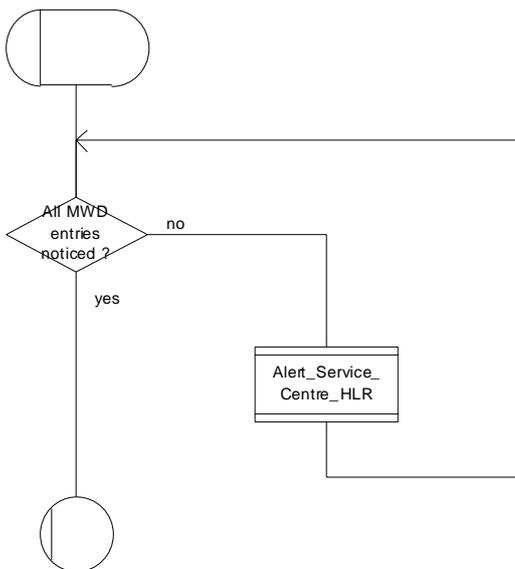 All MWD
entries
noticed ?
no
yes
Alert_Service_
Centre_HLR